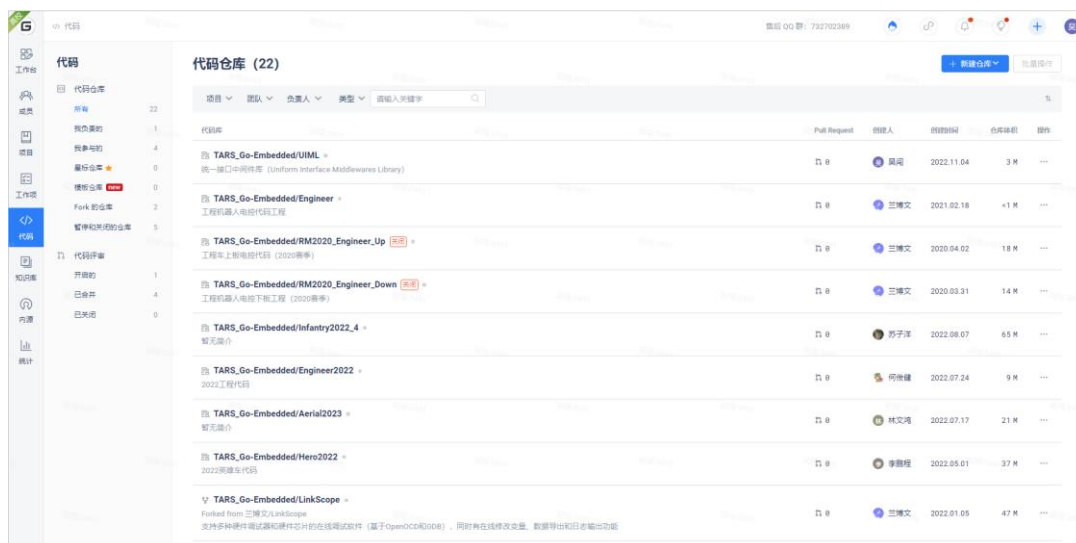 高校
G
</> 代码
售后 QQ 群：732702389
吴
工作台
成员
项目
工作项
代码
知识库
内源
统计
代码
代码仓库
所有 22
我负责的 1
我参与的 4
星标仓库 0
模板仓库 new 0
Fork 的仓库 2
暂停和关闭的仓库 5
代码评审
开启的 1
已合并 4
已关闭 0
代码仓库（22）
+ 新建仓库
批量操作
项目 团队 负责人 类型 请输入关键字
代码库 Pull Request 创建人 创建时间 仓库体积 操作
TARS_Go-Embedded/UIML
统一接口中间件库（Uniform Interface Middlewares Library）
0 吴闯 2022.11.04 3 M ···
TARS_Go-Embedded/Engineer
工程机器人电控代码工程
0 兰博文 2021.02.18 <1 M ···
TARS_Go-Embedded/RM2020_Engineer_Up 关闭
工程车上板电控代码（2020赛季）
0 兰博文 2020.04.02 18 M ···
TARS_Go-Embedded/RM2020_Engineer_Down 关闭
工程机器人电控下板工程（2020赛季）
0 兰博文 2020.03.31 14 M ···
TARS_Go-Embedded/Infantry2022_4
暂无简介
0 苏子洋 2022.08.07 65 M ···
TARS_Go-Embedded/Engineer2022
2022工程代码
0 何俊健 2022.07.24 9 M ···
TARS_Go-Embedded/Aerial2023
暂无简介
0 林文鸿 2022.07.17 21 M ···
TARS_Go-Embedded/Hero2022
2022英雄车代码
0 李鹏程 2022.05.01 37 M ···
TARS_Go-Embedded/LinkScope
Forked from 兰博文/LinkScope
支持多种硬件调试器和硬件芯片的在线调试软件（基于OpenOCD和GDB），同时有在线修改变量、数据导出和日志输出功能
0 兰博文 2022.01.05 47 M ···